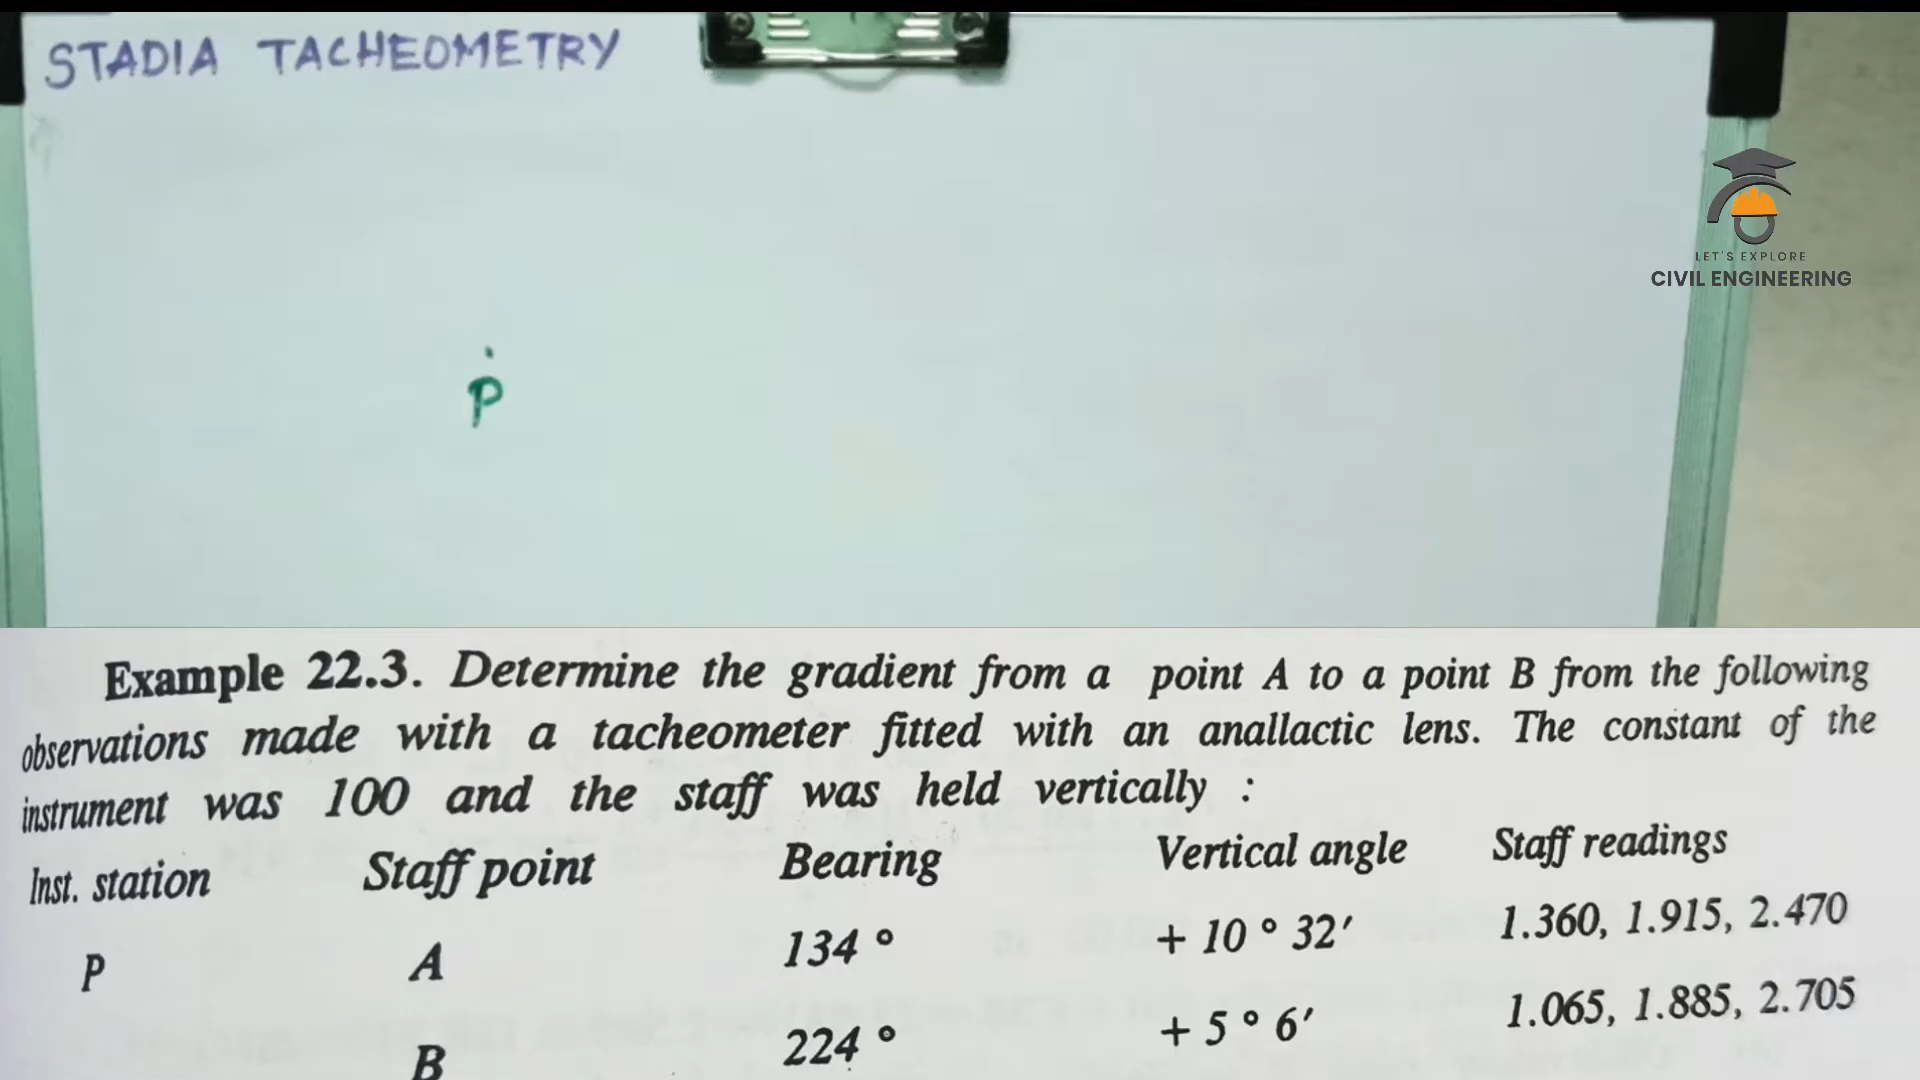 STADIA TACHEOMETRY
LET'S EXPLORE
CIVIL ENGINEERING
P
Example 22.3. Determine the gradient from a point A to a point B from the following
observations made with a tacheometer fitted with an anallactic lens. The constant of the
instrument was 100 and the staff was held vertically :
Inst. station Staff point Bearing Vertical angle Staff readings
P A 134 ° + 10 ° 32′ 1.360, 1.915, 2.470
B 224 ° + 5 ° 6′ 1.065, 1.885, 2.705